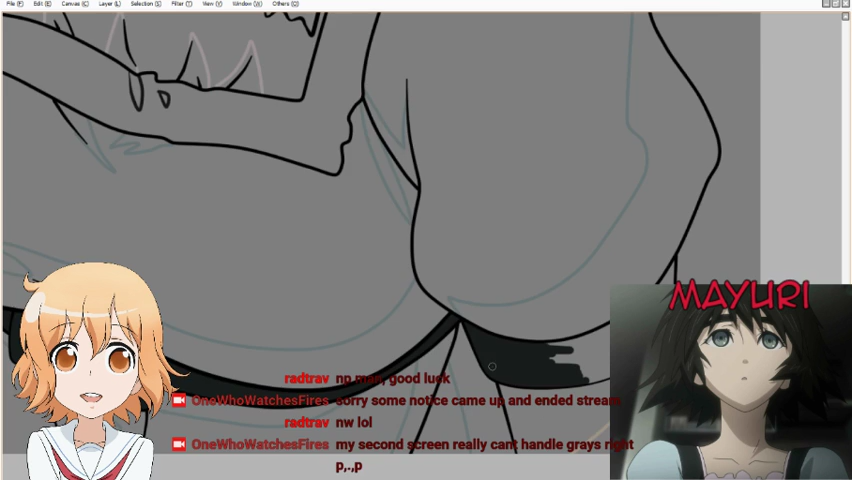 File (F) Edit (E) Canvas (C) Layer (L) Selection (S) Filter (T) View (V) Window (W) Others (O)
MAYURI
radtrav np man, good luck
OneWhoWatchesFires sorry some notice came up and ended stream
radtrav nw lol
OneWhoWatchesFires my second screen really cant handle grays right
p,.,p